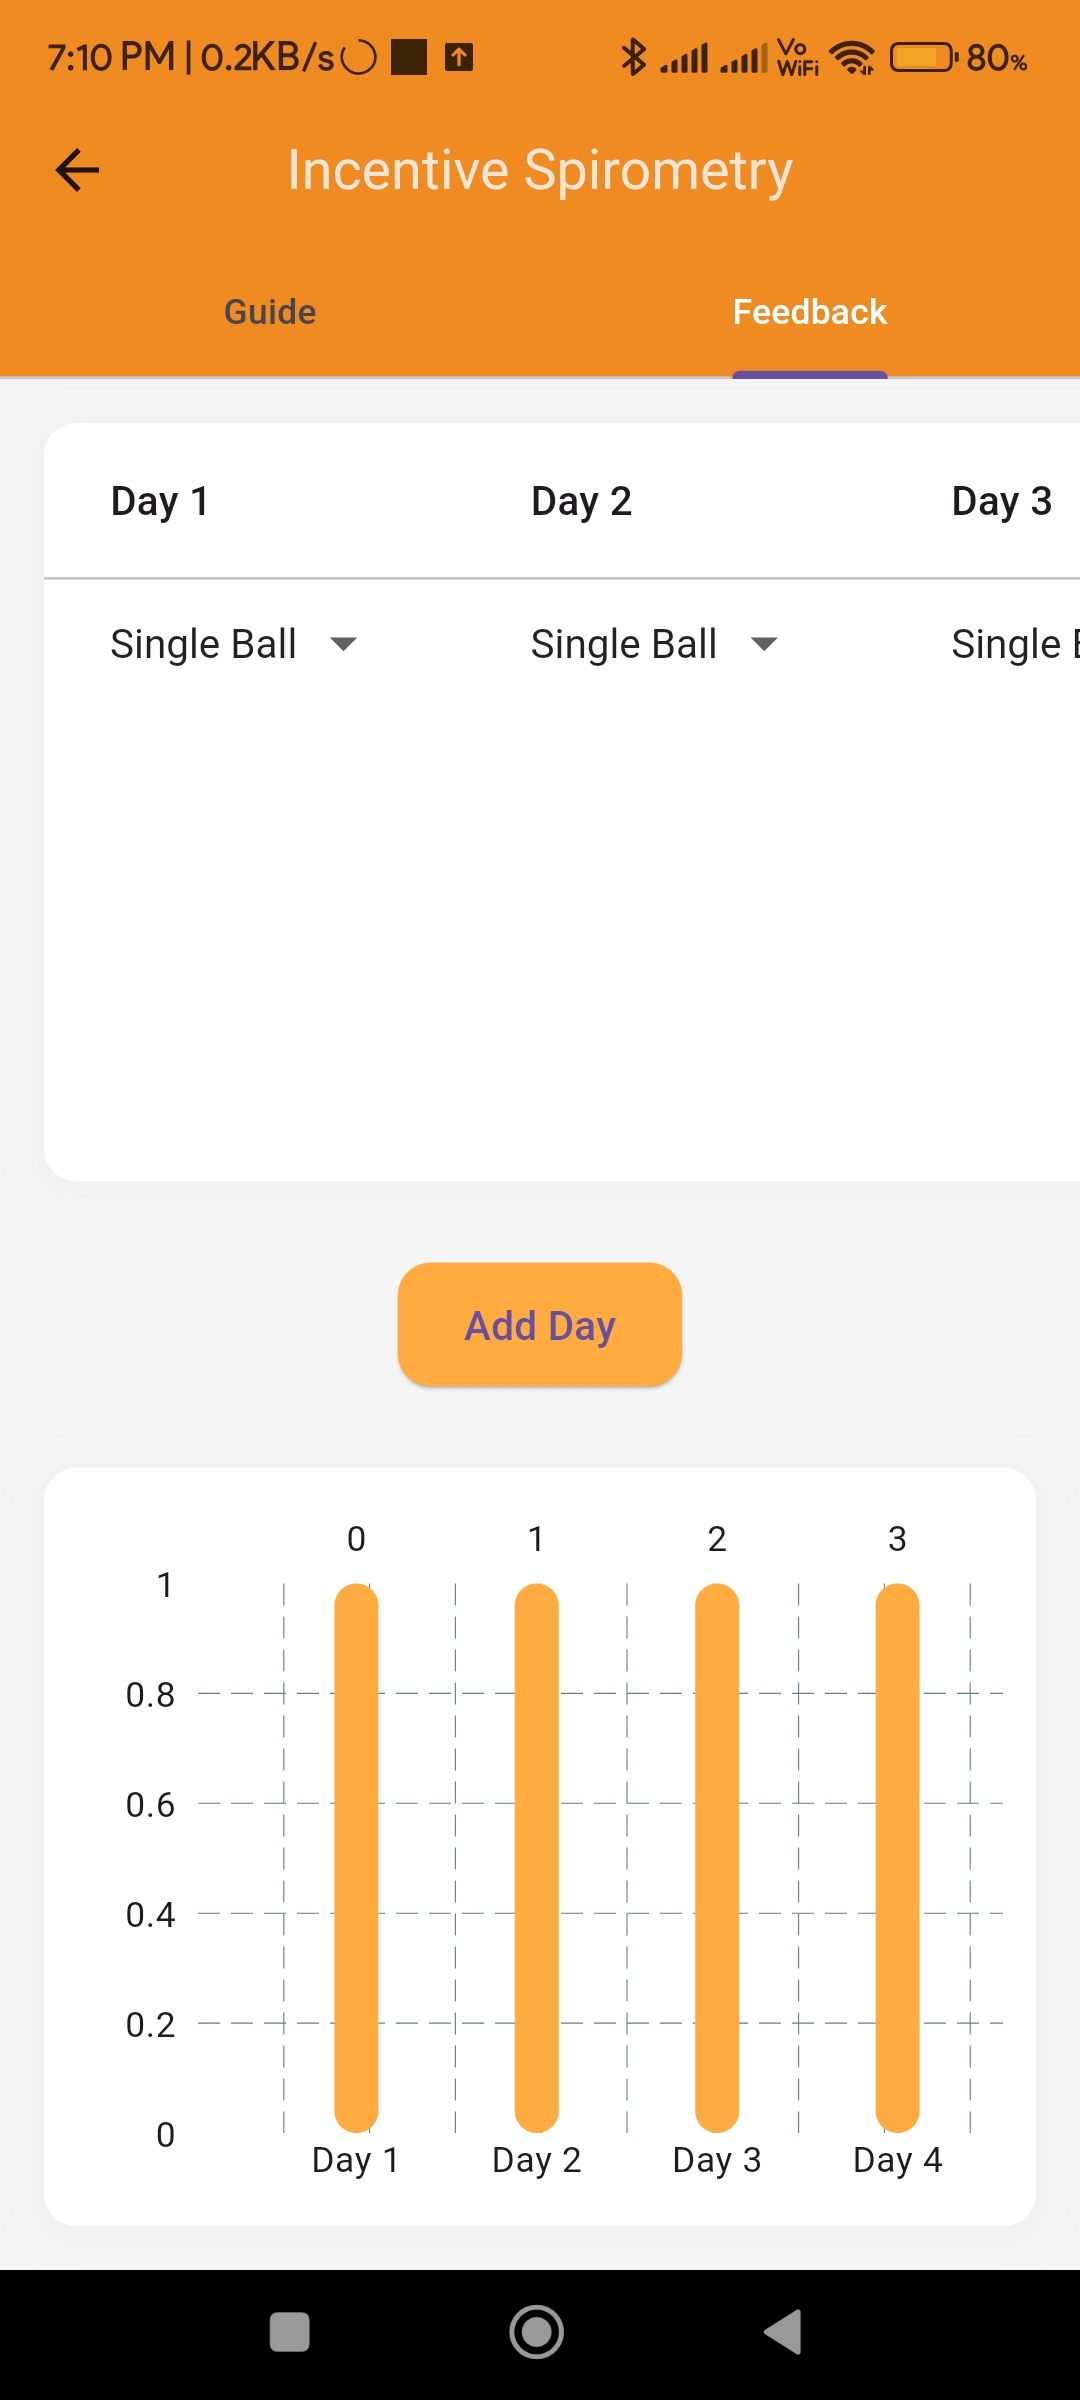 7:10 PM | 0.2KB/s Vo WiFi 80%
Incentive Spirometry
Guide Feedback
Day 1 Day 2 Day 3
Single Ball Single Ball Single
Add Day
0 1 2 3
1
0.8
0.6
0.4
0.2
0
Day 1 Day 2 Day 3 Day 4